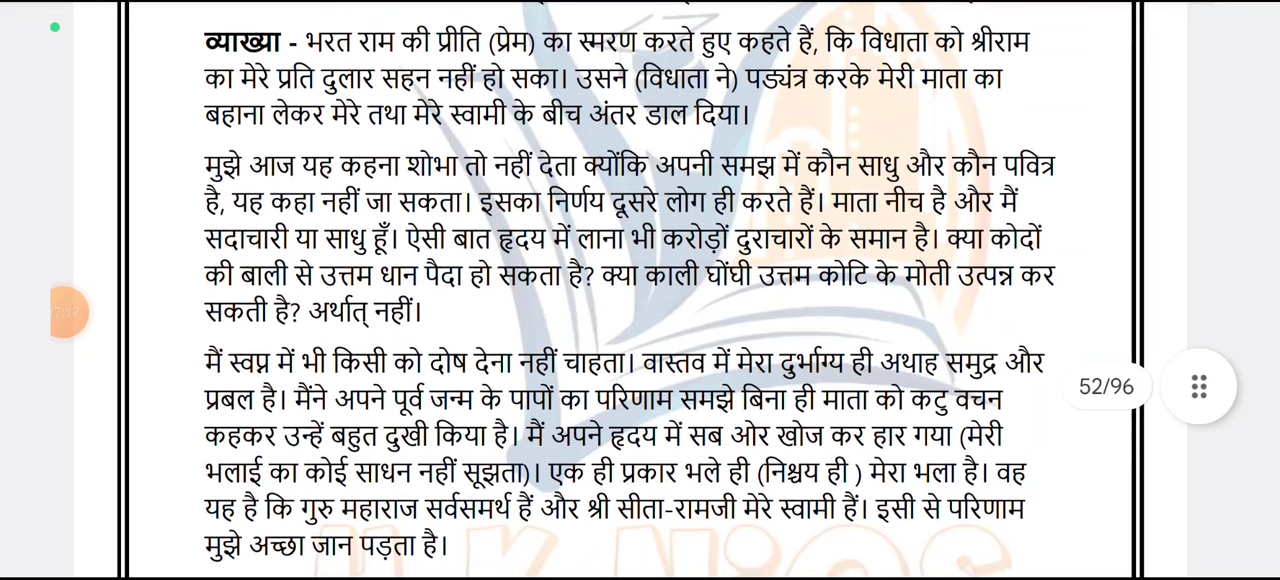 व्याख्या - भरत राम की प्रीति (प्रेम) का स्मरण करते हुए कहते हैं, कि विधाता को श्रीराम
का मेरे प्रति दुलार सहन नहीं हो सका। उसने (विधाता ने) पड्यंत्र करके मेरी माता का
बहाना लेकर मेरे तथा मेरे स्वामी के बीच अंतर डाल दिया।
मुझे आज यह कहना शोभा तो नहीं देता क्योंकि अपनी समझ में कौन साधु और कौन पवित्र
है, यह कहा नहीं जा सकता। इसका निर्णय दूसरे लोग ही करते हैं। माता नीच है और मैं
सदाचारी या साधु हूँ। ऐसी बात हृदय में लाना भी करोड़ों दुराचारों के समान है। क्या कोदों
की बाली से उत्तम धान पैदा हो सकता है? क्या काली घोंघी उत्तम कोटि के मोती उत्पन्न कर
सकती है? अर्थात् नहीं।
मैं स्वप्न में भी किसी को दोष देना नहीं चाहता। वास्तव में मेरा दुर्भाग्य ही अथाह समुद्र और
प्रबल है। मैंने अपने पूर्व जन्म के पापों का परिणाम समझे बिना ही माता को कटु वचन
कहकर उन्हें बहुत दुखी किया है। मैं अपने हृदय में सब ओर खोज कर हार गया (मेरी
भलाई का कोई साधन नहीं सूझता)। एक ही प्रकार भले ही (निश्चय ही ) मेरा भला है। वह
यह है कि गुरु महाराज सर्वसमर्थ हैं और श्री सीता-रामजी मेरे स्वामी हैं। इसी से परिणाम
मुझे अच्छा जान पड़ता है।
52/96